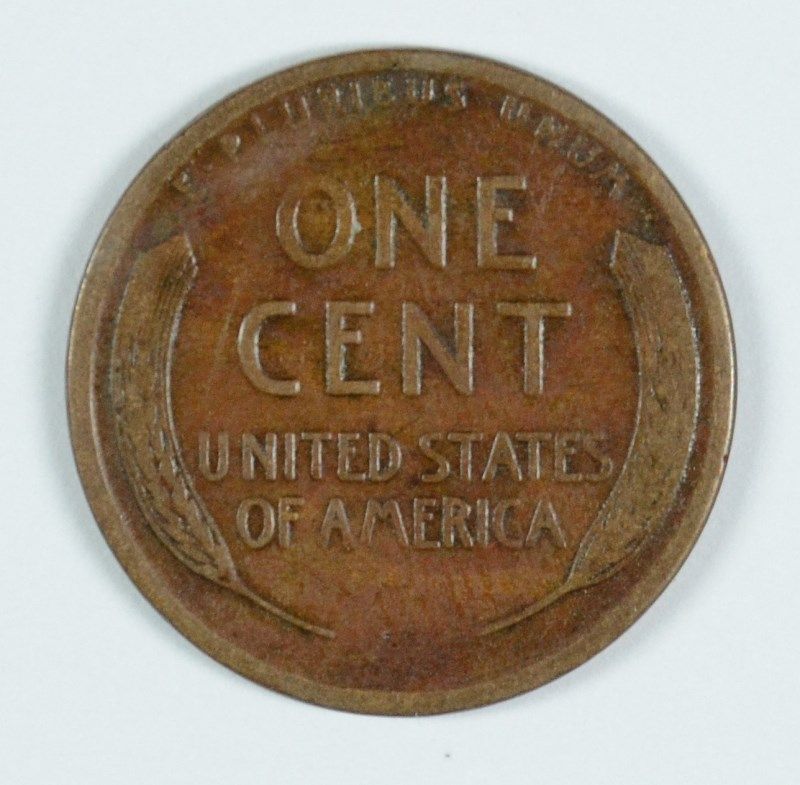 E PLURIBUS UNUM
ONE
CENT
UNITED STATES
OF AMERICA